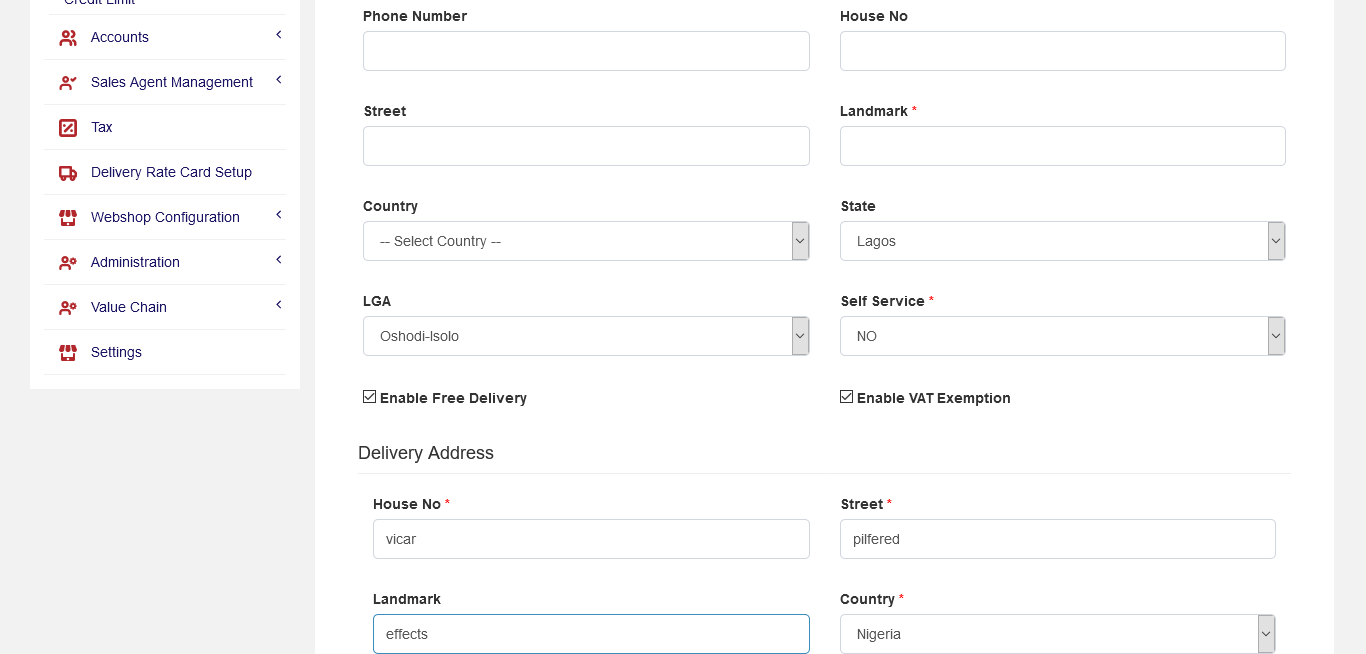 Credit Limit
Accounts
Sales Agent Management
Tax
Delivery Rate Card Setup
Webshop Configuration
Administration
Value Chain
Settings
Phone Number
House No
Street
Landmark *
Country
State
-- Select Country --
Lagos
LGA
Self Service *
Oshodi-Isolo
NO
Enable Free Delivery
Enable VAT Exemption
Delivery Address
House No *
Street *
vicar
pilfered
Landmark
Country *
effects
Nigeria